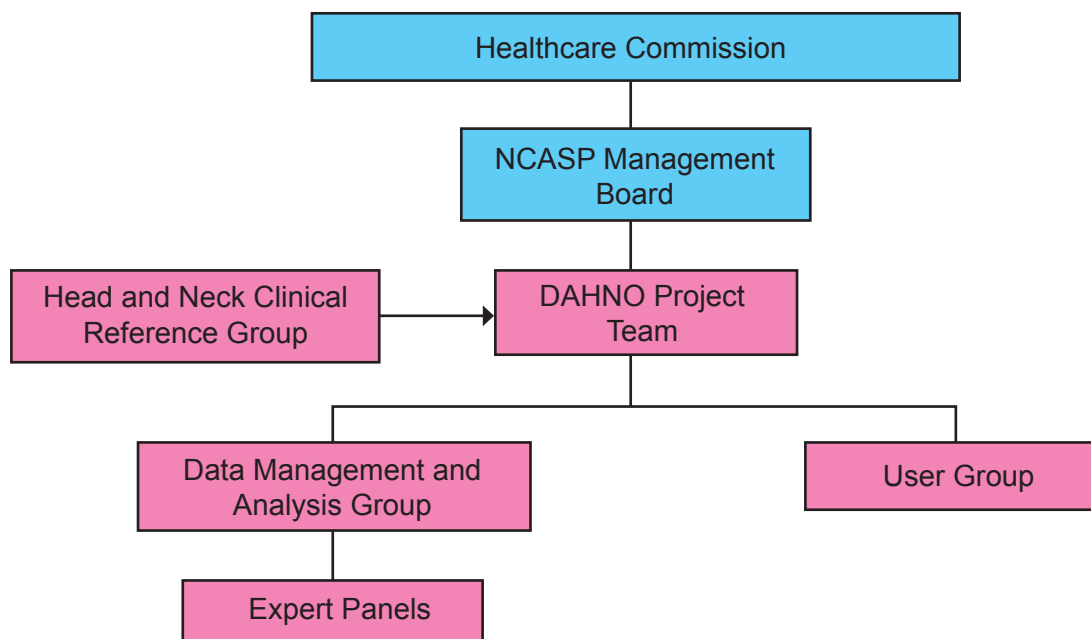 Healthcare Commission
NCASP Management
Board
Head and Neck Clinical
Reference Group
DAHNO Project
Team
Data Management and
Analysis Group
User Group
Expert Panels